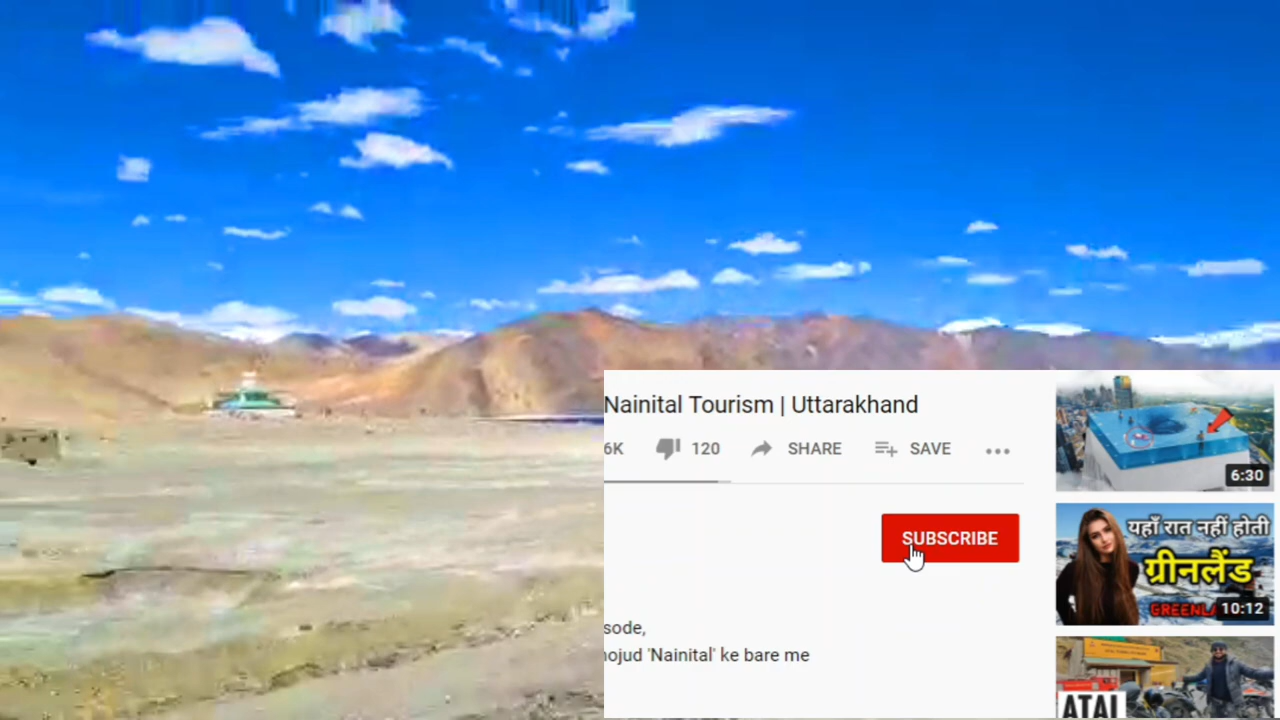 Nainital Tourism | Uttarakhand
6K 120 SHARE SAVE
6:30
SUBSCRIBE
यहाँ रात नहीं होती
ग्रीनलैंड
10:12
sode,
'Nainital' ke bare me
ATAL